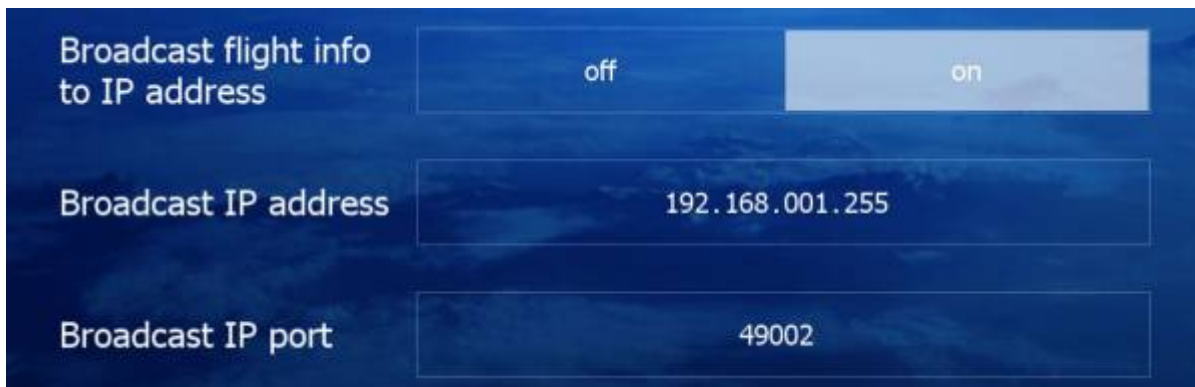 Broadcast flight info
to IP address
off
on
Broadcast IP address
192.168.001.255
Broadcast IP port
49002